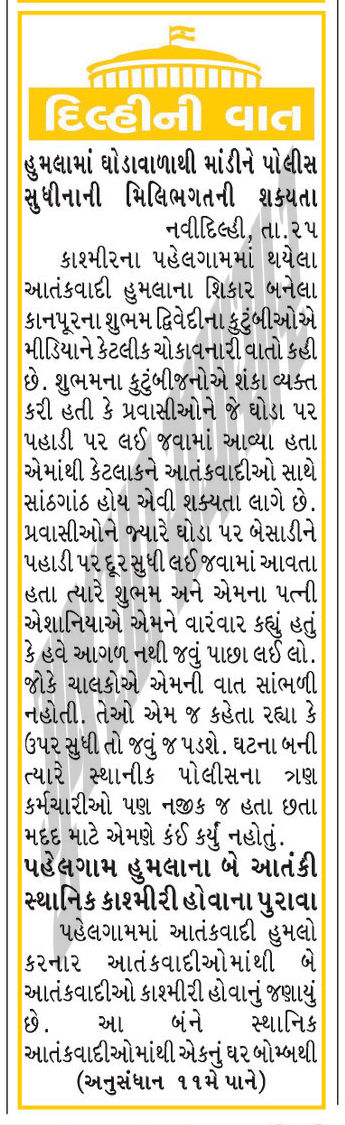 દિલ્હીની વાત
હુમલામાં ઘોડાવાળાથી માંડીને પોલીસ
સુધીનાની મિલિભગતની શક્યતા
નવીદિલ્હી, તા.૨૫
કાશ્મીરના પહેલગામમાં થયેલા
આતંકવાદી હુમલાના શિકાર બનેલા
કાનપૂરના શુભમ દ્વિવેદીના કુટુંબીઓએ
મીડિયાને કેટલીક ચોકાવનારી વાતો કહી
છે. શુભમના કુટુંબીજનોએ શંકા વ્યક્ત
કરી હતી કે પ્રવાસીઓને જે ઘોડા પર
પહાડી પર લઈ જવામાં આવ્યા હતા
એમાંથી કેટલાકને આતંકવાદીઓ સાથે
સાંઠગાંઠ હોય એવી શક્યતા લાગે છે.
પ્રવાસીઓને જ્યારે ઘોડા પર બેસાડીને
પહાડી પર દૂર સુધી લઈ જવામાં આવતા
હતા ત્યારે શુભમ અને એમના પત્ની
એશાનિયાએ એમને વારંવાર કહ્યું હતું
કે હવે આગળ નથી જવું પાછા લઈ લો.
જોકે ચાલકોએ એમની વાત સાંભળી
નહોતી. તેઓ એમ જ કહેતા રહ્યા કે
ઉપર સુધી તો જવું જ પડશે. ઘટના બની
ત્યારે સ્થાનીક પોલીસના ત્રણ
કર્મચારીઓ પણ નજીક જ હતા છતા
મદદ માટે એમણે કંઈ કર્યું નહોતું.
પહેલગામ હુમલાના બે આતંકી
સ્થાનિક કાશ્મીરી હોવાના પુરાવા
પહેલગામમાં આતંકવાદી હુમલો
કરનાર આતંકવાદીઓમાંથી બે
આતંકવાદીઓ કાશ્મીરી હોવાનું જણાયું
છે. આ બંને સ્થાનિક
આતંકવાદીઓમાંથી એકનું ઘર બોમ્બથી
(અનુસંધાન ૧૧મે પાને)